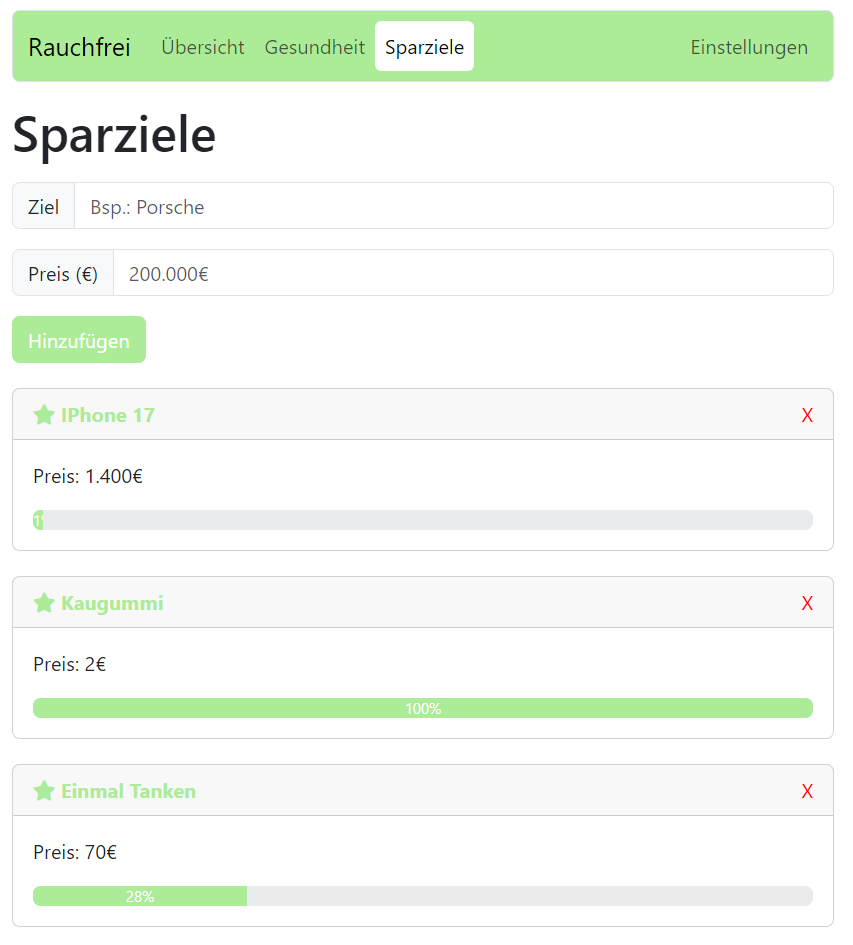 Rauchfrei Übersicht Gesundheit Sparziele Einstellungen
Sparziele
Ziel Bsp.: Porsche
Preis (€) 200.000€
Hinzufügen
IPhone 17 X
Preis: 1.400€
1%
Kaugummi X
Preis: 2€
100%
Einmal Tanken X
Preis: 70€
28%